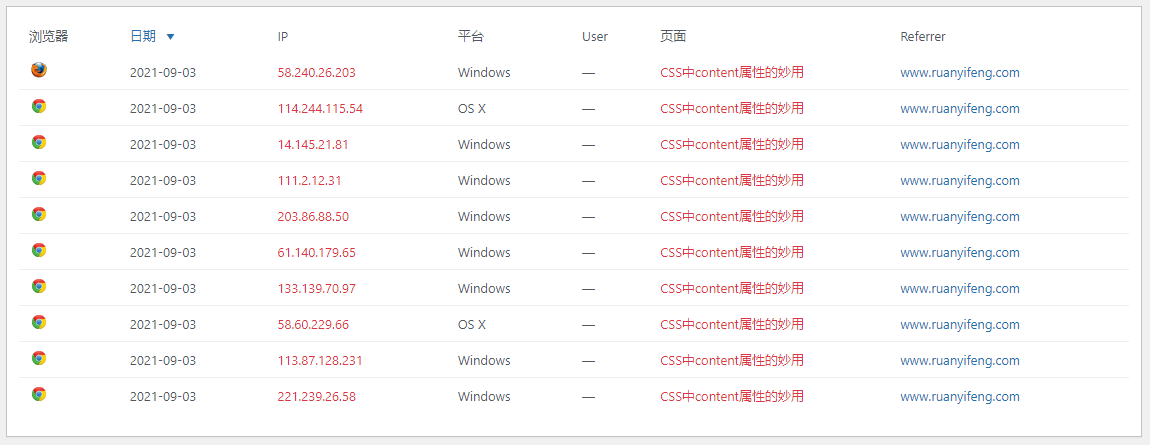 浏览器 日期 IP 平台 User 页面 Referrer
2021-09-03 58.240.26.203 Windows — CSS中content属性的妙用 www.ruanyifeng.com
2021-09-03 114.244.115.54 OS X — CSS中content属性的妙用 www.ruanyifeng.com
2021-09-03 14.145.21.81 Windows — CSS中content属性的妙用 www.ruanyifeng.com
2021-09-03 111.2.12.31 Windows — CSS中content属性的妙用 www.ruanyifeng.com
2021-09-03 203.86.88.50 Windows — CSS中content属性的妙用 www.ruanyifeng.com
2021-09-03 61.140.179.65 Windows — CSS中content属性的妙用 www.ruanyifeng.com
2021-09-03 133.139.70.97 Windows — CSS中content属性的妙用 www.ruanyifeng.com
2021-09-03 58.60.229.66 OS X — CSS中content属性的妙用 www.ruanyifeng.com
2021-09-03 113.87.128.231 Windows — CSS中content属性的妙用 www.ruanyifeng.com
2021-09-03 221.239.26.58 Windows — CSS中content属性的妙用 www.ruanyifeng.com